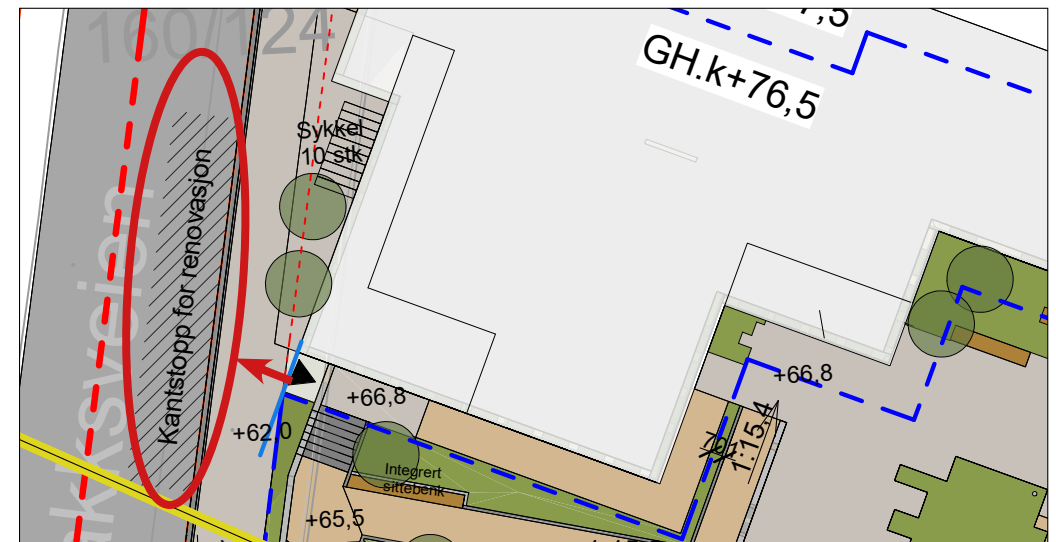 160/124
GH.k+76,5
Sykkel
10 stk
Kantstopp for renovasjon
aksveien
+66,8
+66,8
+62,0
1:15,4
Integrert
sittebenk
+65,5